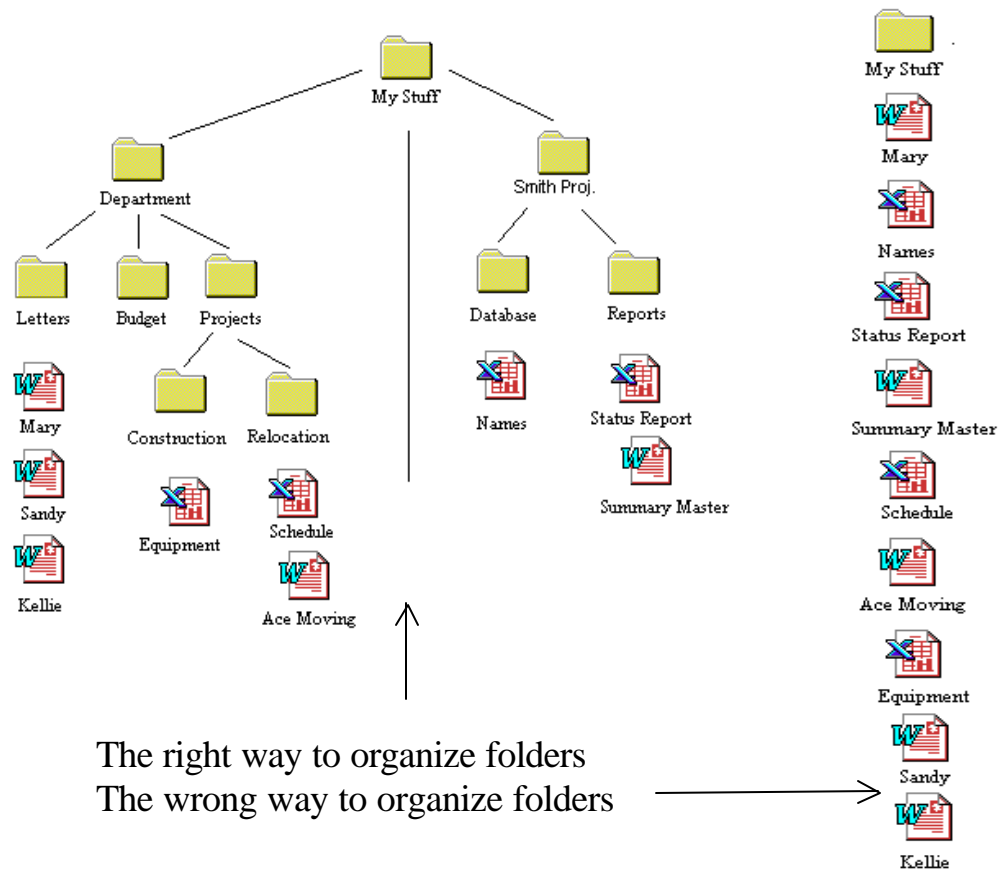 My Stuff
Department
Smith Proj.
Letters Budget Projects
Database Reports
Mary
Construction Relocation
Names
Status Report
Sandy
Equipment
Schedule
Summary Master
Kellie
Ace Moving
My Stuff
Mary
Names
Status Report
Summary Master
Schedule
Ace Moving
Equipment
Sandy
Kellie
The right way to organize folders
The wrong way to organize folders